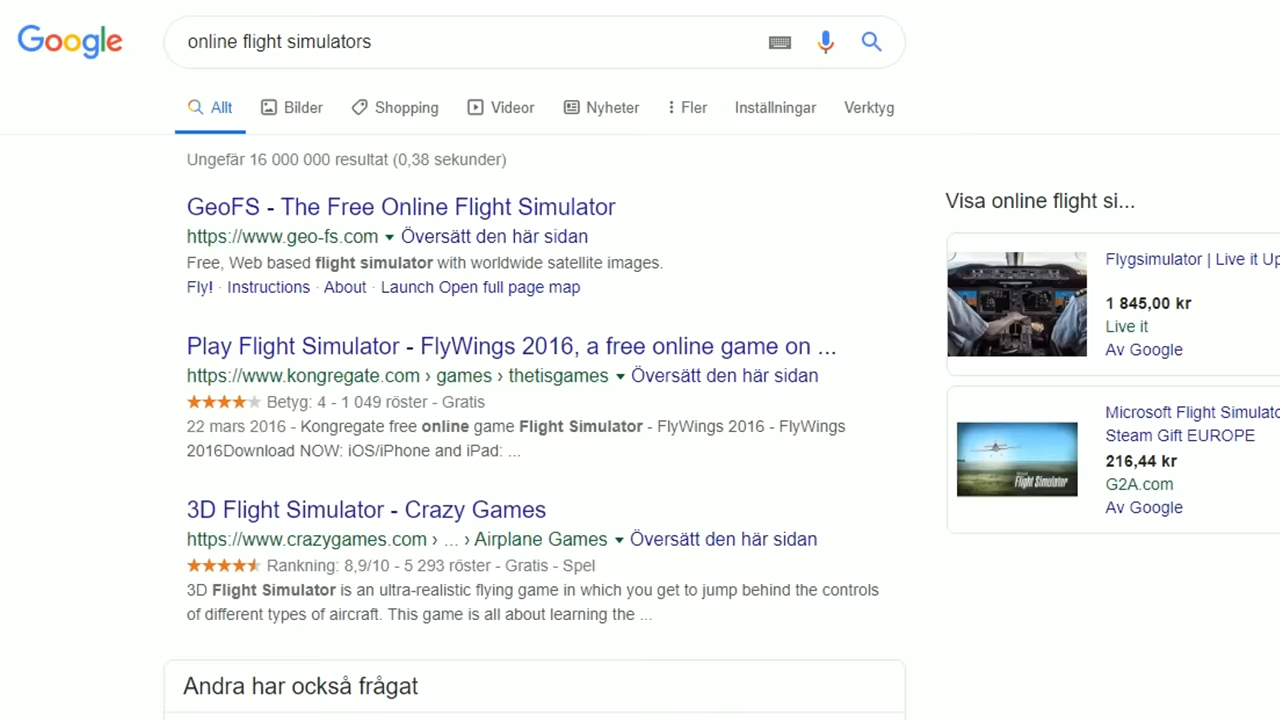 Google
online flight simulators
Allt Bilder Shopping Videor Nyheter Fler Inställningar Verktyg
Ungefär 16 000 000 resultat (0,38 sekunder)
GeoFS - The Free Online Flight Simulator
https://www.geo-fs.com Översätt den här sidan
Free, Web based flight simulator with worldwide satellite images.
Fly! · Instructions · About · Launch Open full page map
Play Flight Simulator - FlyWings 2016, a free online game on ...
https://www.kongregate.com › games › thetisgames Översätt den här sidan
Betyg: 4 - 1 049 röster - Gratis
22 mars 2016 - Kongregate free online game Flight Simulator - FlyWings 2016 - FlyWings
2016Download NOW: iOS/iPhone and iPad: ...
3D Flight Simulator - Crazy Games
https://www.crazygames.com › ... › Airplane Games Översätt den här sidan
Rankning: 8,9/10 - 5 293 röster - Gratis - Spel
3D Flight Simulator is an ultra-realistic flying game in which you get to jump behind the controls
of different types of aircraft. This game is all about learning the ...
Andra har också frågat
Visa online flight si...
Flygsimulator | Live it Up
1 845,00 kr
Live it
Av Google
Microsoft Flight Simulato
Steam Gift EUROPE
216,44 kr
G2A.com
Av Google
Flight Simulator